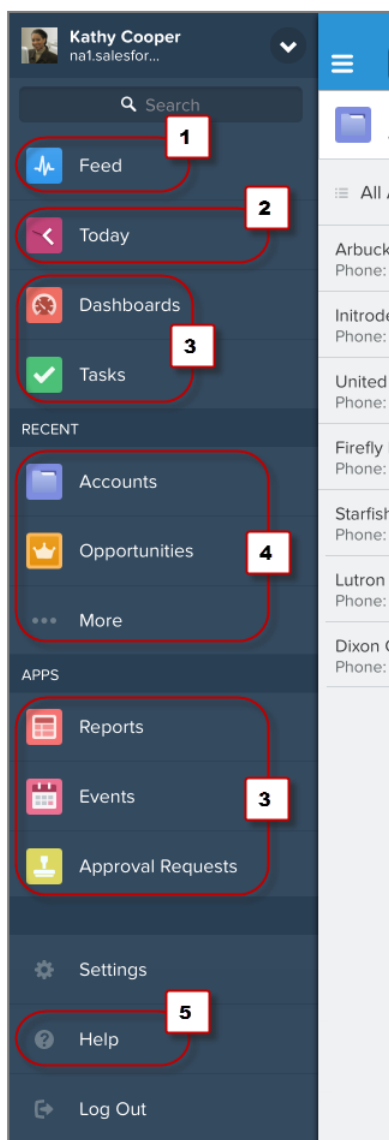 Kathy Cooper
na1.salesfor...
Search
1
Feed
2
Today
Dashboards
3
Tasks
RECENT
Accounts
Opportunities
4
More
APPS
Reports
Events
3
Approval Requests
Settings
5
Help
Log Out
All
Arbuck
Phone:
Initrode
Phone:
United
Phone:
Firefly
Phone:
Starfish
Phone:
Lutron
Phone:
Dixon
Phone: